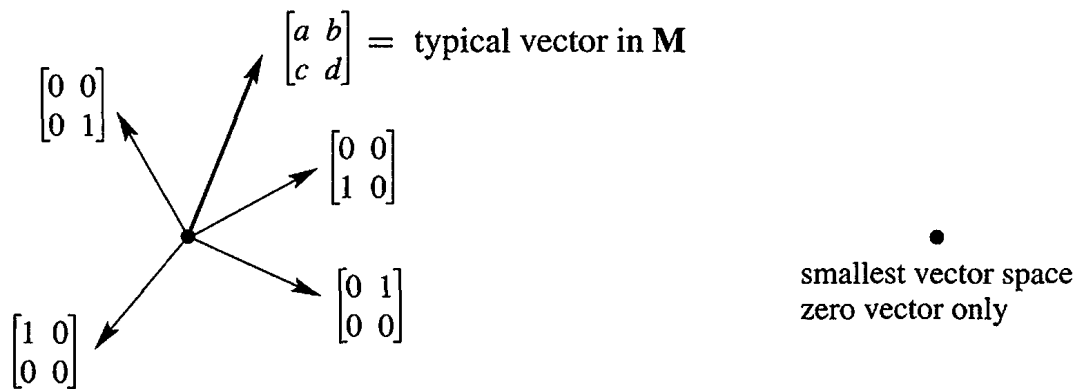 [a b
c d] = typical vector in M
[0 0
0 1]
[0 0
1 0]
[0 1
0 0]
[1 0
0 0]
smallest vector space
zero vector only